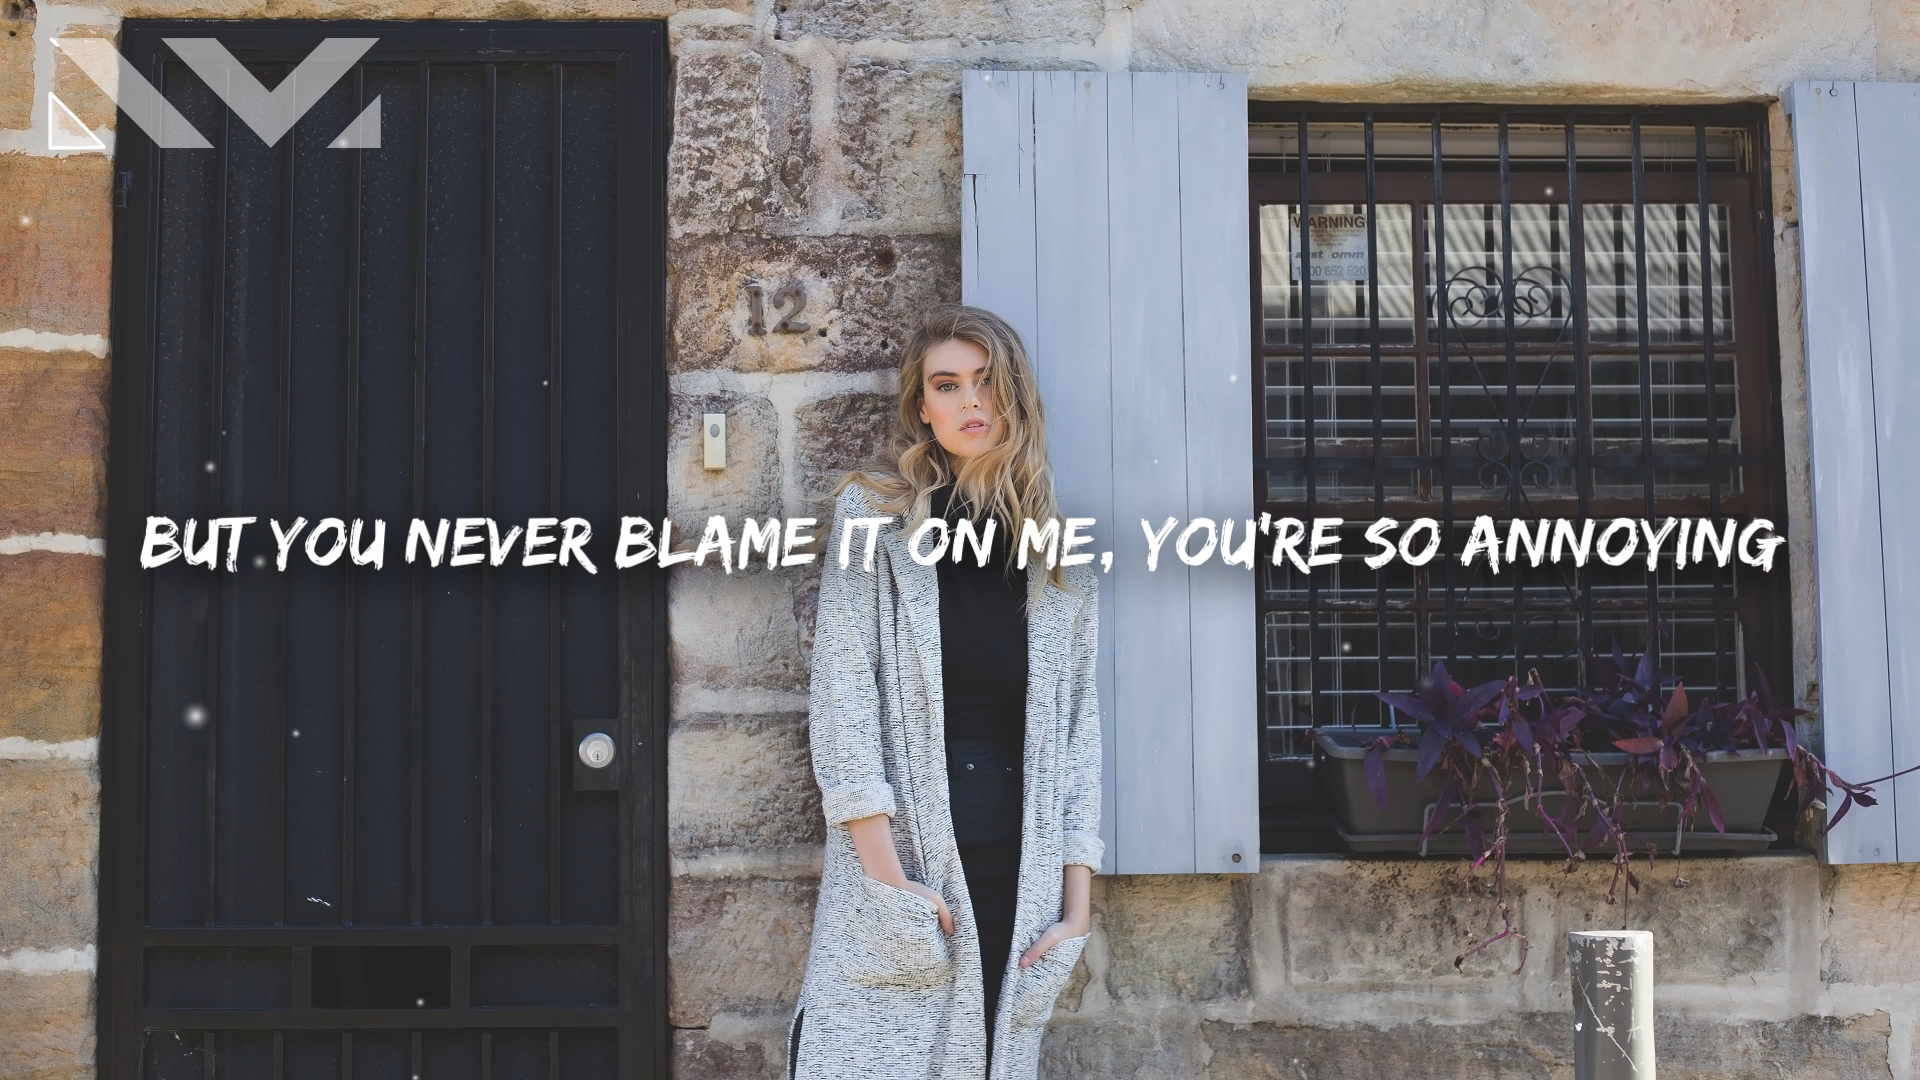 12
WARNING
BUT YOU NEVER BLAME IT ON ME, YOU'RE SO ANNOYING